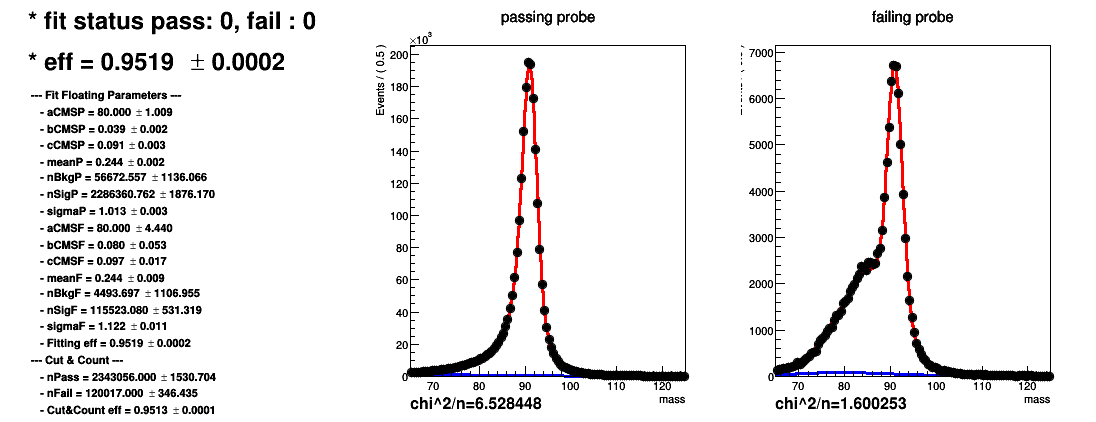 * fit status pass: 0, fail : 0
* eff = 0.9519 ± 0.0002
--- Fit Floating Parameters ---
- aCMSP = 80.000 ± 1.009
- bCMSP = 0.039 ± 0.002
- cCMSP = 0.091 ± 0.003
- meanP = 0.244 ± 0.002
- nBkgP = 56672.557 ± 1136.066
- nSigP = 2286360.762 ± 1876.170
- sigmaP = 1.013 ± 0.003
- aCMSF = 80.000 ± 4.440
- bCMSF = 0.080 ± 0.053
- cCMSF = 0.097 ± 0.017
- meanF = 0.244 ± 0.009
- nBkgF = 4493.697 ± 1106.955
- nSigF = 115523.080 ± 531.319
- sigmaF = 1.122 ± 0.011
- Fitting eff = 0.9519 ± 0.0002
--- Cut & Count ---
- nPass = 2343056.000 ± 1530.704
- nFail = 120017.000 ± 346.435
- Cut&Count eff = 0.9513 ± 0.0001
passing probe
×10³
Events / ( 0.5 )
200
180
160
140
120
100
80
60
40
20
0
70 80 90 100 110 120
mass
chi^2/n=6.528448
failing probe
7000
6000
5000
4000
3000
2000
1000
0
70 80 90 100 110 120
mass
chi^2/n=1.600253